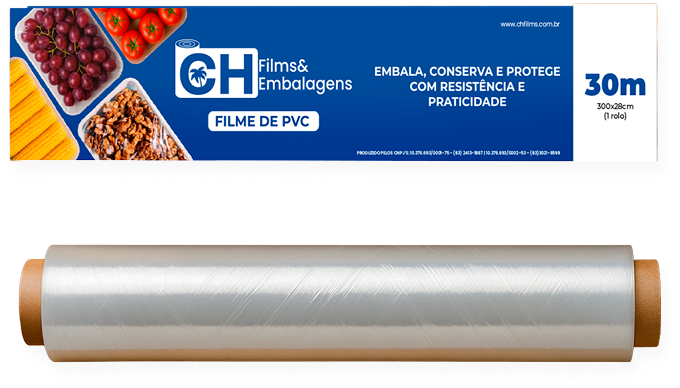 www.chfilms.com.br
CH Films&
Embalagens
FILME DE PVC
EMBALA, CONSERVA E PROTEGE
COM RESISTÊNCIA E
PRATICIDADE
30m
300x28cm
(1 rolo)